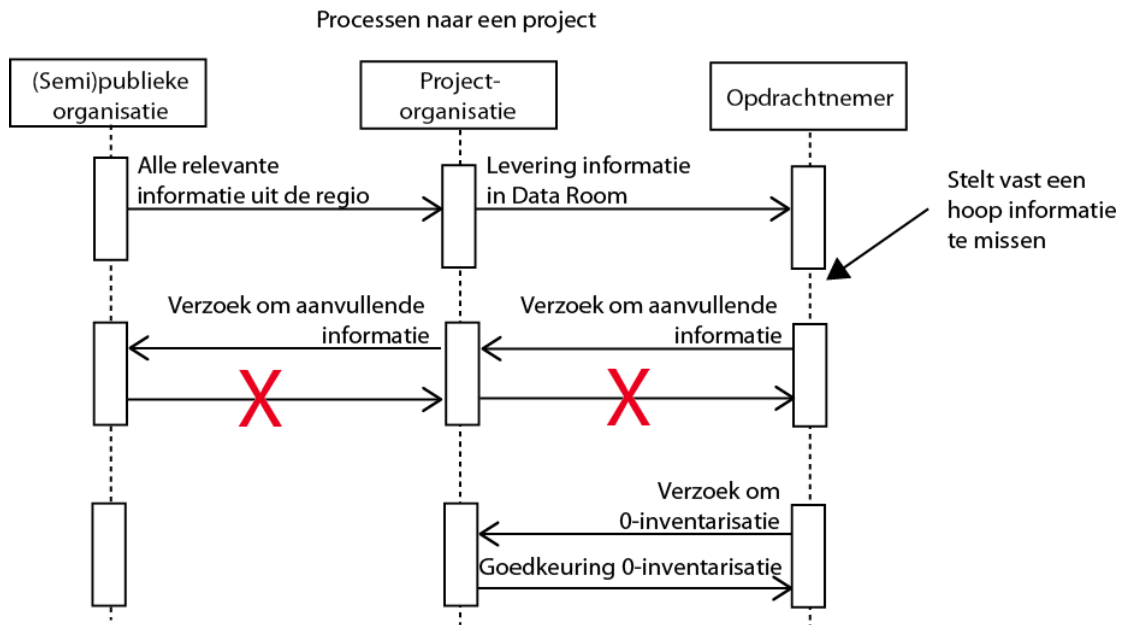 Processen naar een project
(Semi)publieke
organisatie
Project-
organisatie
Opdrachtnemer
Alle relevante
informatie uit de regio
Levering informatie
in Data Room
Stelt vast een
hoop informatie
te missen
Verzoek om aanvullende
informatie
Verzoek om aanvullende
informatie
X
X
Verzoek om
0-inventarisatie
Goedkeuring 0-inventarisatie